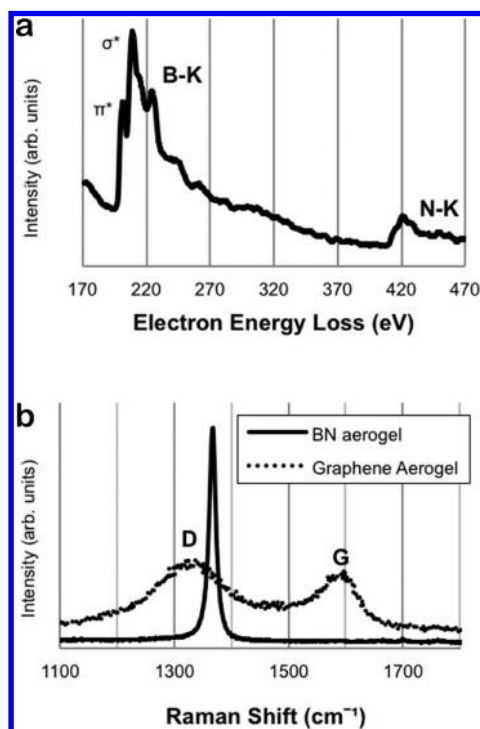 a
σ*
π*
B-K
N-K
Intensity (arb. units)
170 220 270 320 370 420 470
Electron Energy Loss (eV)
b
BN aerogel
Graphene Aerogel
D
G
Intensity (arb. units)
1100 1300 1500 1700
Raman Shift (cm⁻¹)